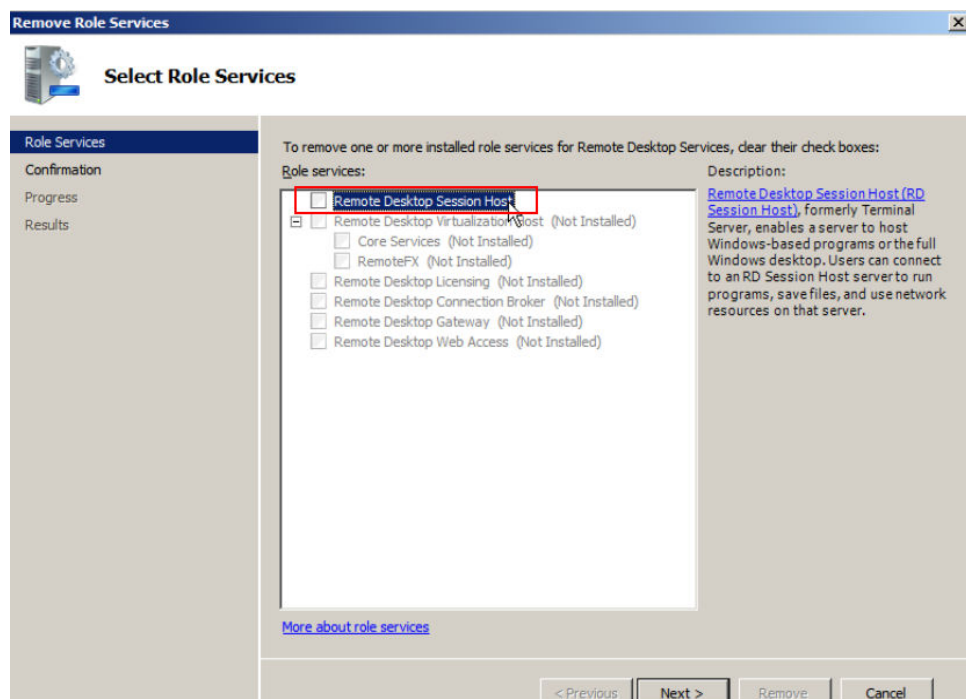 Remove Role Services
Select Role Services
Role Services
Confirmation
Progress
Results
To remove one or more installed role services for Remote Desktop Services, clear their check boxes:
Role services:
Remote Desktop Session Host
Remote Desktop Virtualization Host (Not Installed)
Core Services (Not Installed)
RemoteFX (Not Installed)
Remote Desktop Licensing (Not Installed)
Remote Desktop Connection Broker (Not Installed)
Remote Desktop Gateway (Not Installed)
Remote Desktop Web Access (Not Installed)
More about role services
Description:
Remote Desktop Session Host (RD
Session Host), formerly Terminal
Server, enables a server to host
Windows-based programs or the full
Windows desktop. Users can connect
to an RD Session Host server to run
programs, save files, and use network
resources on that server.
< Previous
Next >
Remove
Cancel